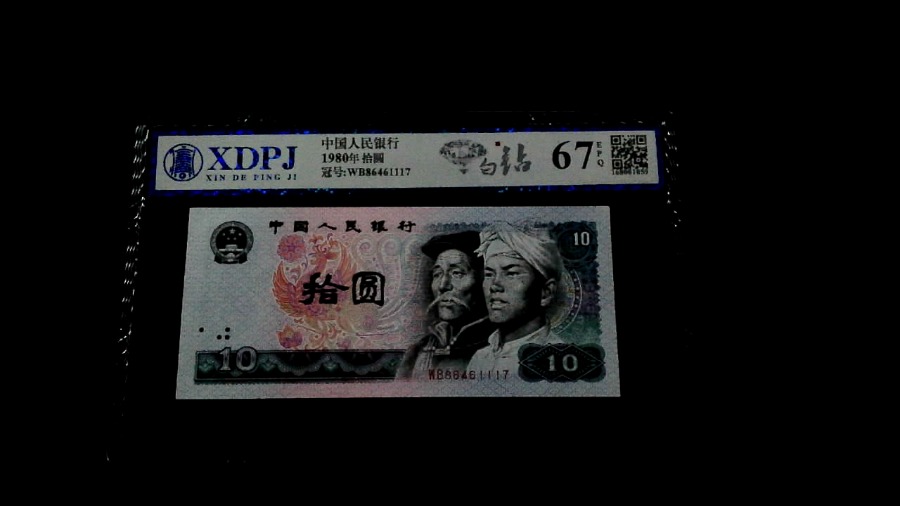 XDPJ
XIN DE PING JI
中国人民银行
1980年 拾圆
冠号:WB86461117
钻
67
EPQ
中国人民银行
10
拾圆
10
10
WB86461117